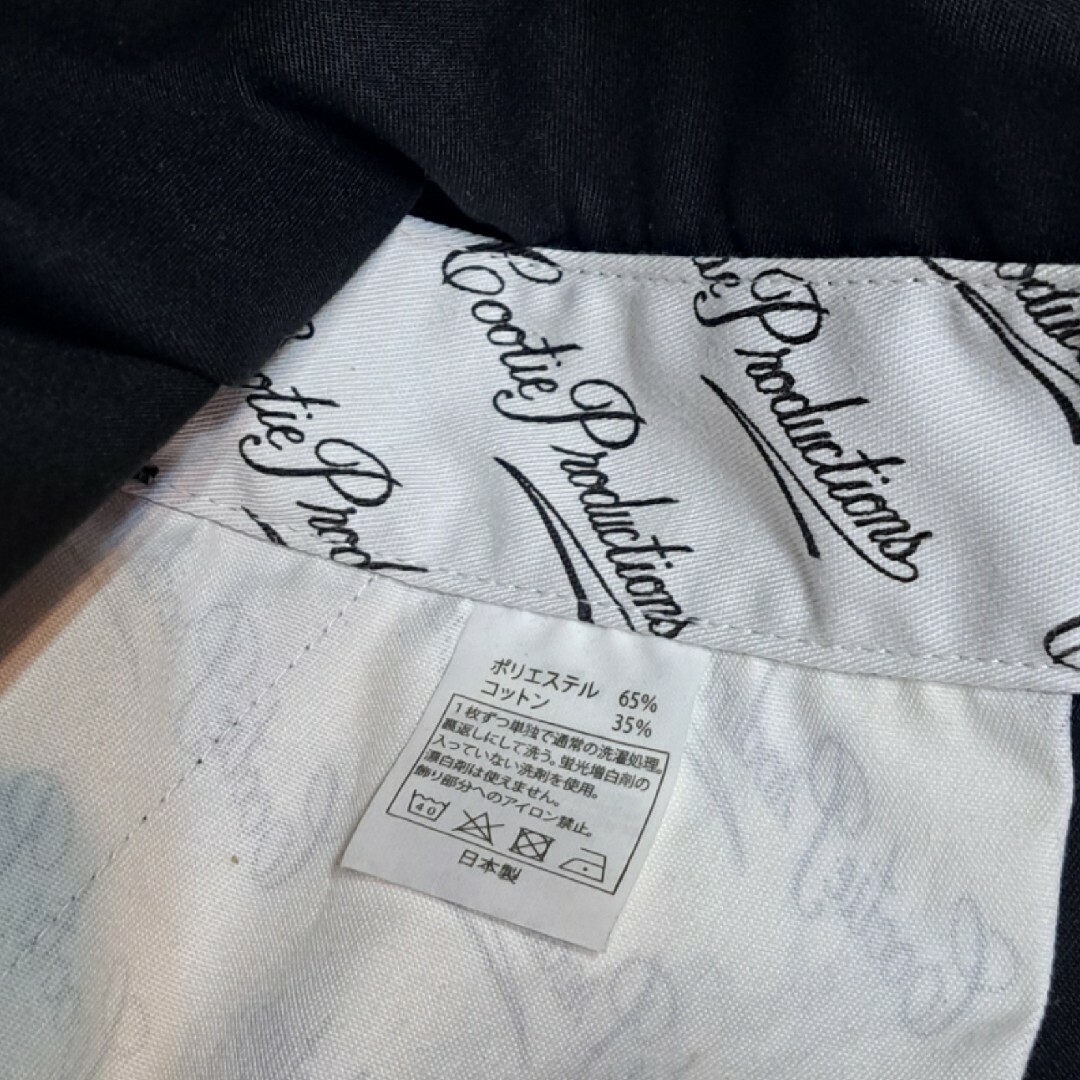 Cootie Productions
Productions
otie Prod
ie Productions
ポリエステル 65%
コットン 35%
1枚ずつ単独で通常の洗濯処理。
裏返しにして洗う。蛍光増白剤の
入っていない洗剤を使用。
漂白剤は使えません。
飾り部分へのアイロン禁止。
40
日本製